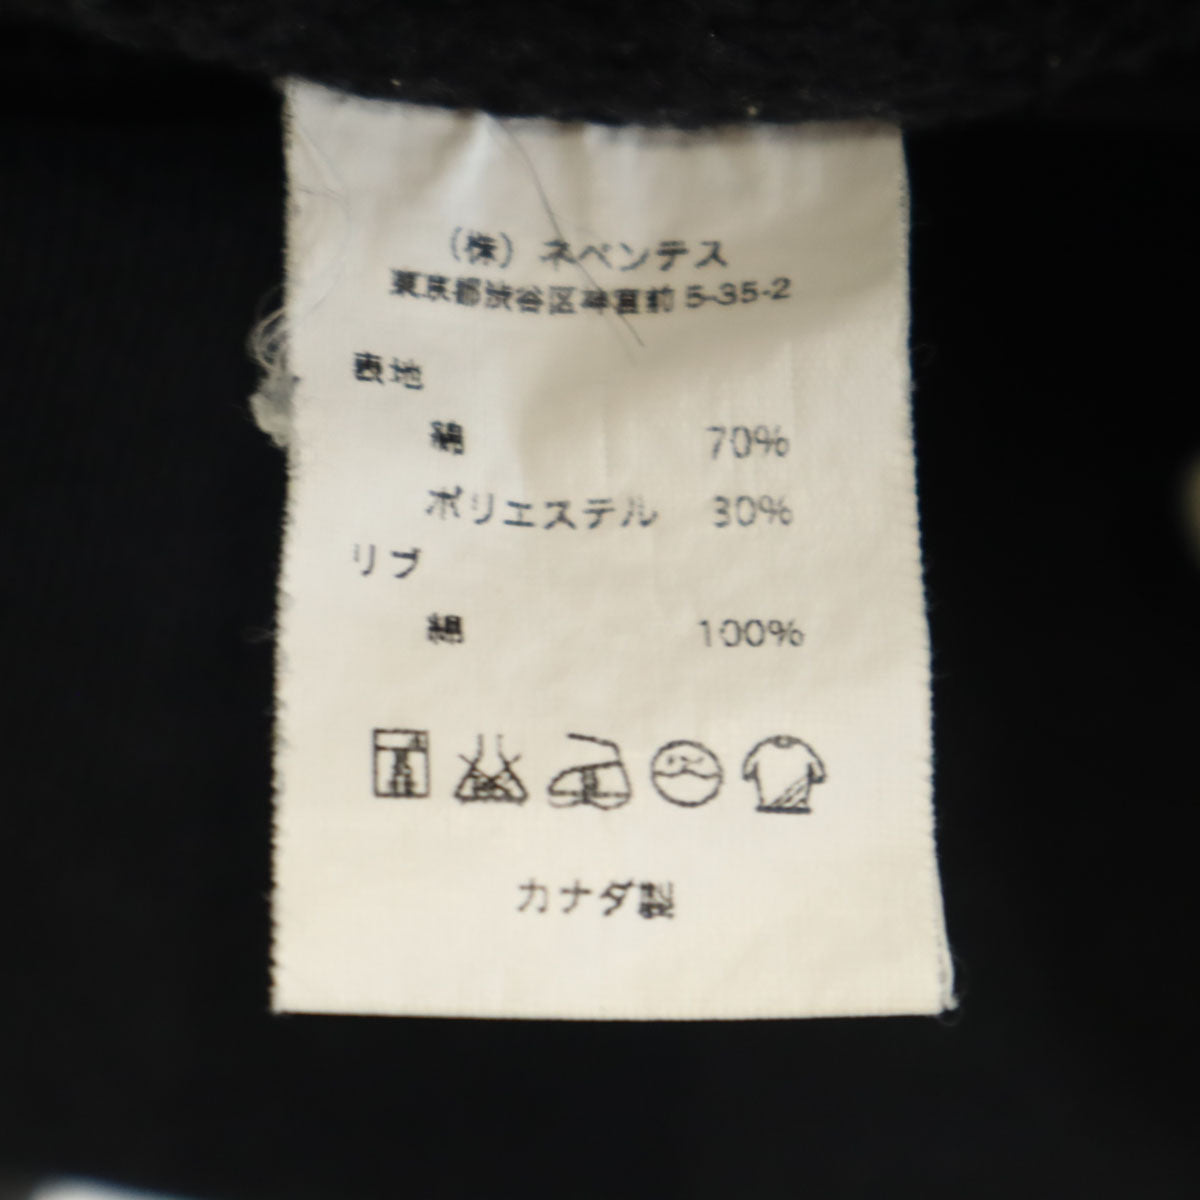 （株）ネペンテス
東京都渋谷区神宮前 5-35-2
表地
綿 70%
ポリエステル 30%
リブ
綿 100%
カナダ製